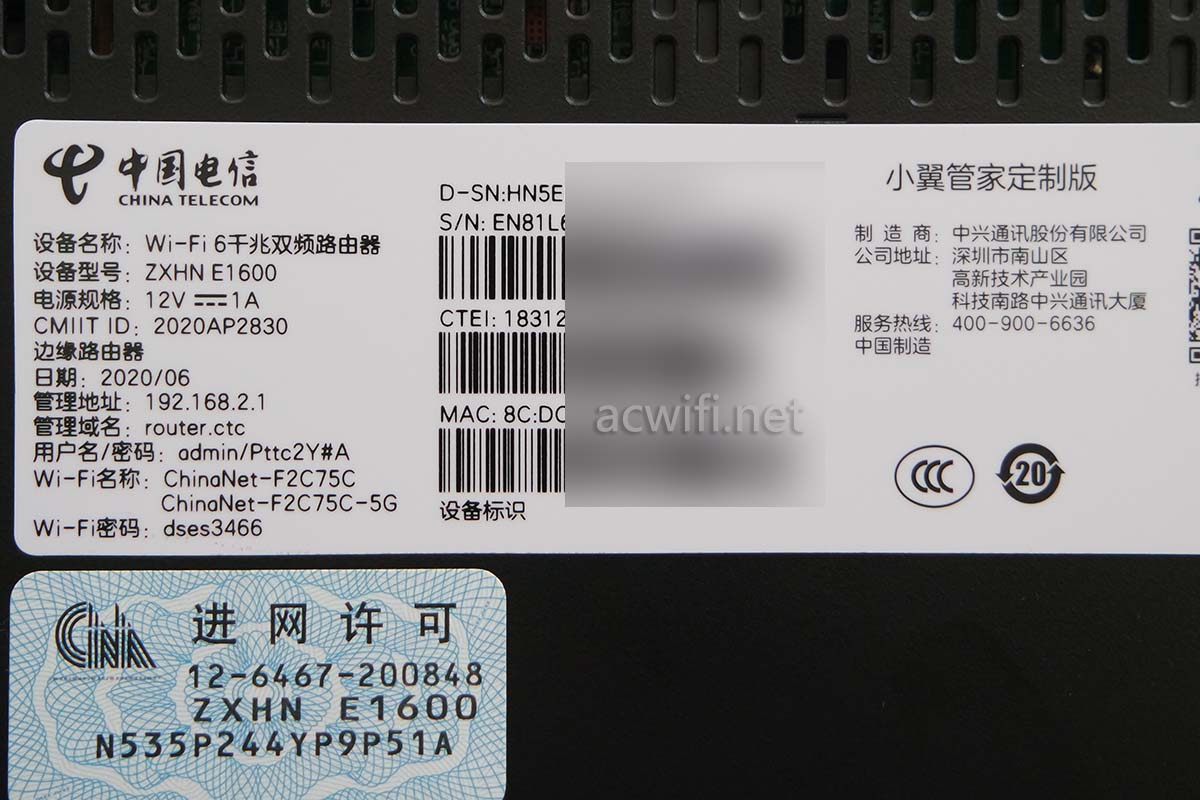 中国电信
CHINA TELECOM
设备名称：Wi-Fi 6千兆双频路由器
设备型号：ZXHN E1600
电源规格：12V 1A
CMIIT ID：2020AP2830
边缘路由器
日期：2020/06
管理地址：192.168.2.1
管理域名：router.ctc
用户名/密码：admin/Pttc2Y#A
Wi-Fi名称：ChinaNet-F2C75C
ChinaNet-F2C75C-5G
Wi-Fi密码：dses3466
D-SN:HN5E
S/N: EN81L6
CTEI: 18312
MAC: 8C:DC
设备标识
acwifi.net
小翼管家定制版
制 造 商：中兴通讯股份有限公司
公司地址：深圳市南山区
高新技术产业园
科技南路中兴通讯大厦
服务热线：400-900-6636
中国制造
CCC
20
CNA
进网许可
12-6467-200848
ZXHN E1600
N535P244YP9P51A